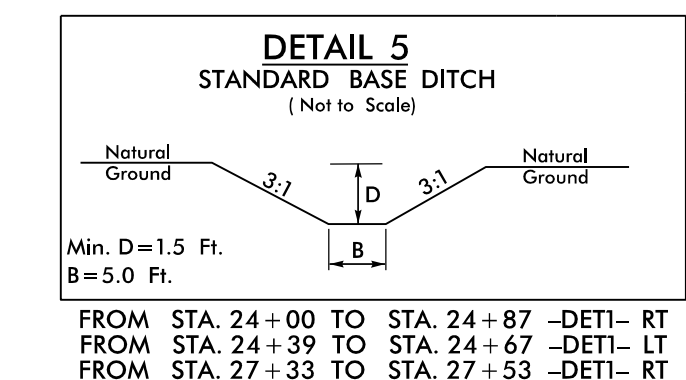 DETAIL 5
STANDARD BASE DITCH
( Not to Scale)
Natural
Ground
3:1
D
3:1
Natural
Ground
Min. D=1.5 Ft.
B=5.0 Ft.
B
FROM STA. 24+00 TO STA. 24+87 -DET1- RT
FROM STA. 24+39 TO STA. 24+67 -DET1- LT
FROM STA. 27+33 TO STA. 27+53 -DET1- RT